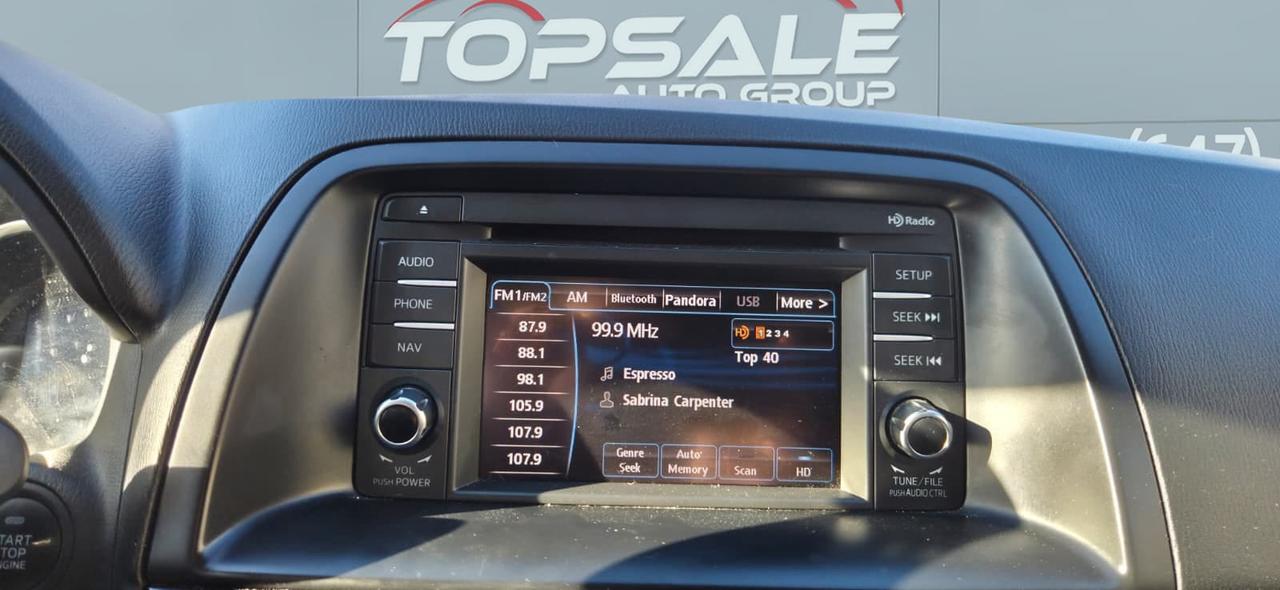 TOPSALE
AUTO GROUP
(647)
HD Radio
AUDIO
PHONE
NAV
VOL
PUSH POWER
FM1/FM2 AM Bluetooth Pandora USB More >
87.9
88.1
98.1
105.9
107.9
107.9
99.9 MHz
HD 1 2 3 4
Top 40
Espresso
Sabrina Carpenter
Genre Seek
Auto Memory
Scan
HD
SETUP
SEEK
SEEK
TUNE/FILE
PUSH AUDIO CTRL
START
STOP
ENGINE